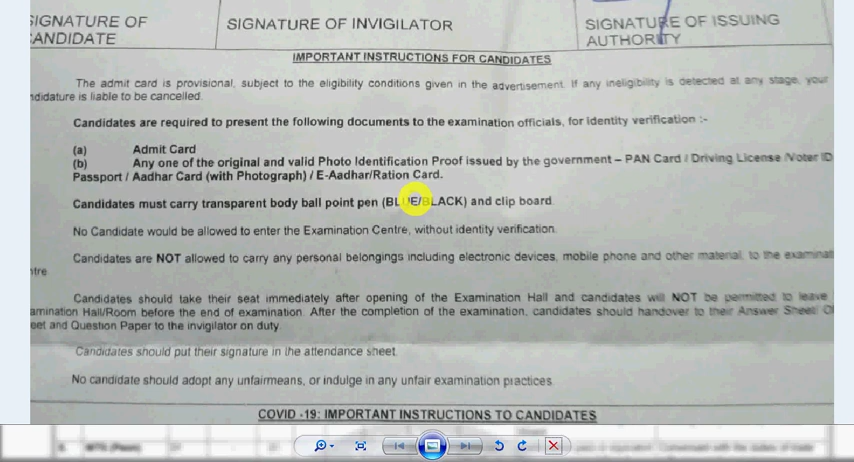 SIGNATURE OF CANDIDATE
SIGNATURE OF INVIGILATOR
SIGNATURE OF ISSUING AUTHORITY
IMPORTANT INSTRUCTIONS FOR CANDIDATES
The admit card is provisional, subject to the eligibility conditions given in the advertisement. If any ineligibility is detected at any stage, your
ndidature is liable to be cancelled.
Candidates are required to present the following documents to the examination officials, for Identity verification :-
(a) Admit Card
(b) Any one of the original and valid Photo Identification Proof issued by the government – PAN Card / Driving License /Voter ID
Passport / Aadhar Card (with Photograph) / E-Aadhar/Ration Card.
Candidates must carry transparent body ball point pen (BLUE/BLACK) and clip board
No Candidate would be allowed to enter the Examination Centre, without identity verification.
Candidates are NOT allowed to carry any personal belongings including electronic devices, mobile phone and other material, to the examinat
ntre.
Candidates should take their seat immediately after opening of the Examination Hall and candidates will NOT be permitted to leave
amination Hall/Room before the end of examination. After the completion of the examination, candidates should handover to their Answer Sheet/
eet and Question Paper to the invigilator on duty.
Candidates should put their signature in the attendance sheet.
No candidate should adopt any unfairmeans, or indulge in any unfair examination practices.
COVID -19: IMPORTANT INSTRUCTIONS TO CANDIDATES